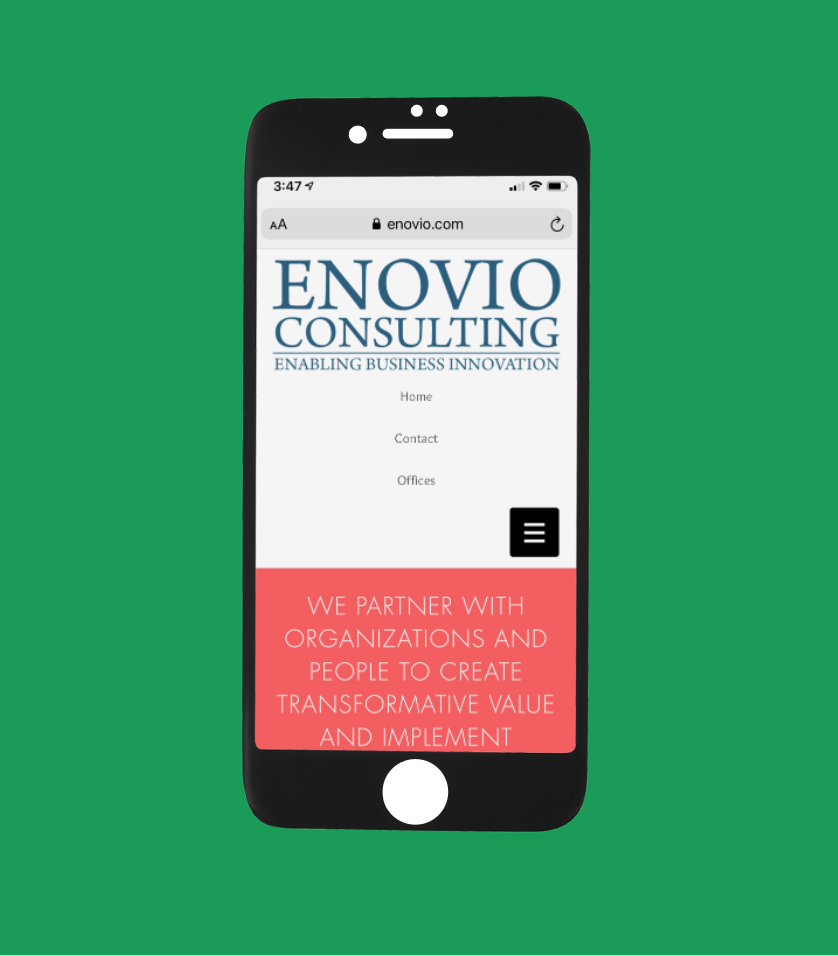 3:47
AA enovio.com
ENOVIO
CONSULTING
ENABLING BUSINESS INNOVATION
Home
Contact
Offices
WE PARTNER WITH
ORGANIZATIONS AND
PEOPLE TO CREATE
TRANSFORMATIVE VALUE
AND IMPLEMENT